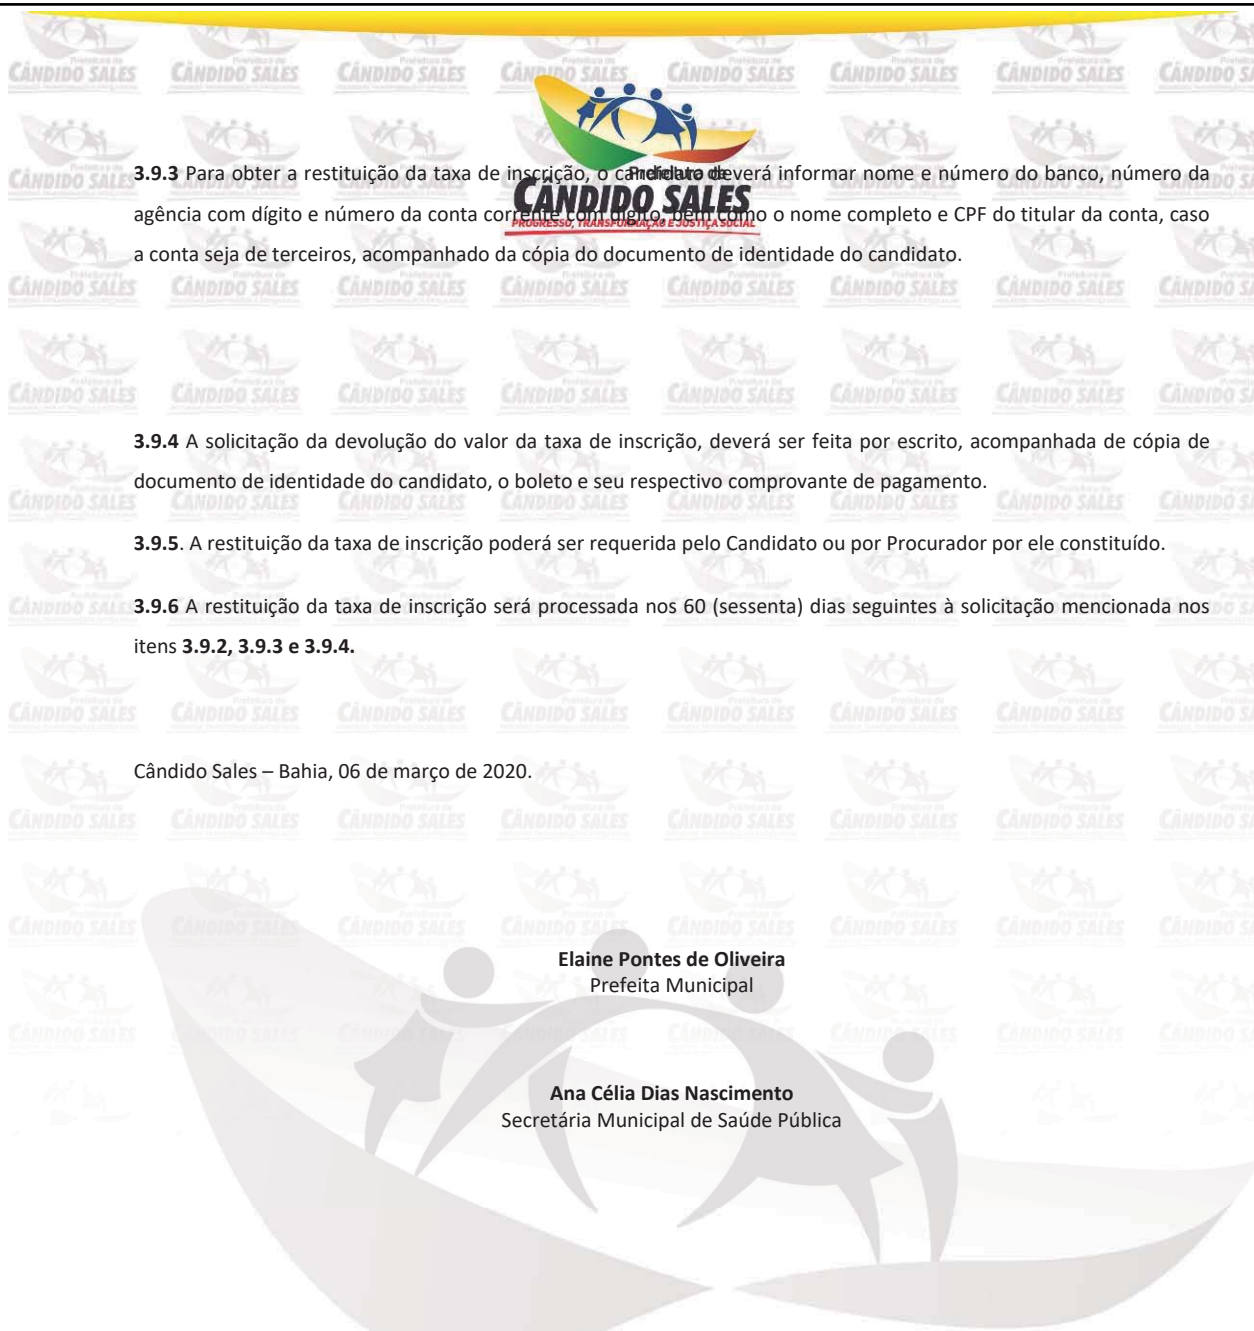 Prefeitura de
CÂNDIDO SALES
PROGRESSO, TRANSFORMAÇÃO E JUSTIÇA SOCIAL
3.9.3 Para obter a restituição da taxa de inscrição, o candidato deverá informar nome e número do banco, número da
agência com dígito e número da conta corrente com dígito, bem como o nome completo e CPF do titular da conta, caso
a conta seja de terceiros, acompanhado da cópia do documento de identidade do candidato.
3.9.4 A solicitação da devolução do valor da taxa de inscrição, deverá ser feita por escrito, acompanhada de cópia de
documento de identidade do candidato, o boleto e seu respectivo comprovante de pagamento.
3.9.5. A restituição da taxa de inscrição poderá ser requerida pelo Candidato ou por Procurador por ele constituído.
3.9.6 A restituição da taxa de inscrição será processada nos 60 (sessenta) dias seguintes à solicitação mencionada nos
itens 3.9.2, 3.9.3 e 3.9.4.
Cândido Sales – Bahia, 06 de março de 2020.
Elaine Pontes de Oliveira
Prefeita Municipal
Ana Célia Dias Nascimento
Secretária Municipal de Saúde Pública